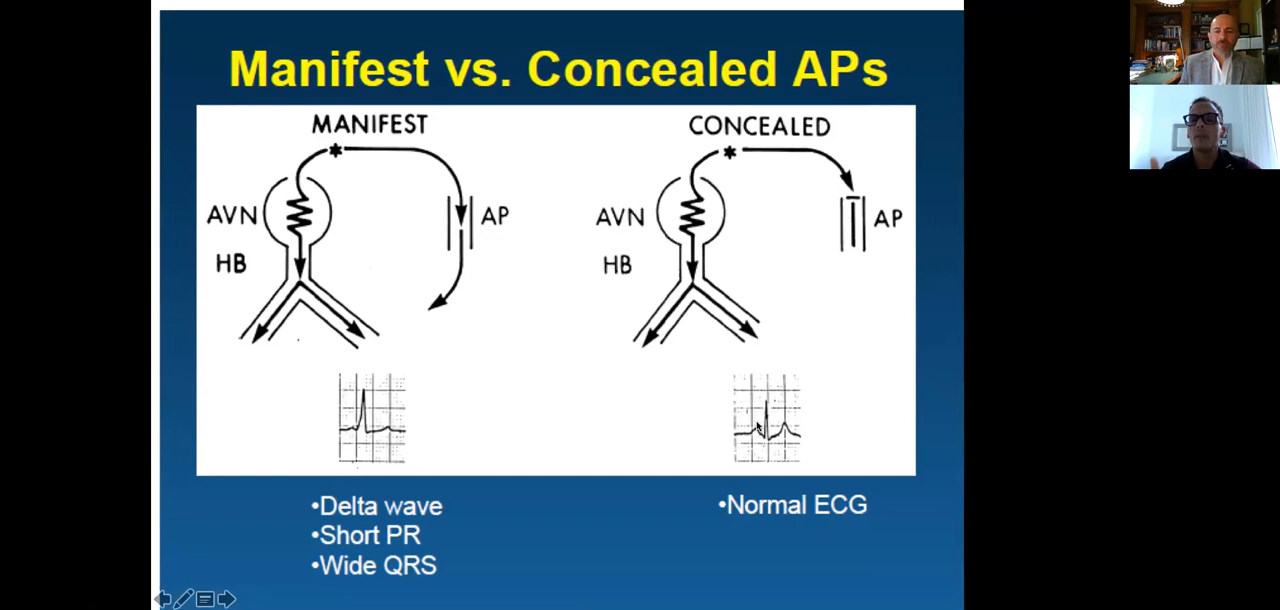 Manifest vs. Concealed APs
MANIFEST
AVN
HB
AP
CONCEALED
AVN
HB
AP
•Delta wave
•Short PR
•Wide QRS
•Normal ECG